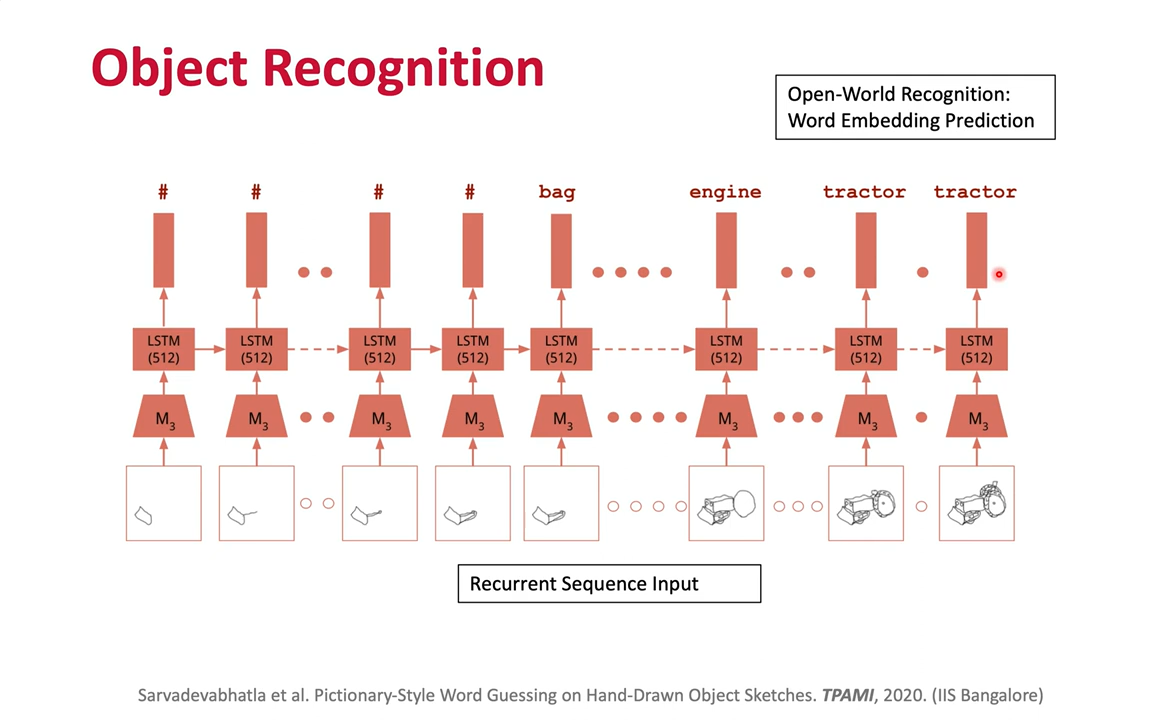 Object Recognition
Open-World Recognition:
Word Embedding Prediction
# # # # bag engine tractor tractor
LSTM LSTM LSTM LSTM LSTM LSTM LSTM LSTM
(512) (512) (512) (512) (512) (512) (512) (512)
M3 M3 M3 M3 M3 M3 M3 M3
Recurrent Sequence Input
Sarvadevabhatla et al. Pictionary-Style Word Guessing on Hand-Drawn Object Sketches. TPAMI, 2020. (IIS Bangalore)